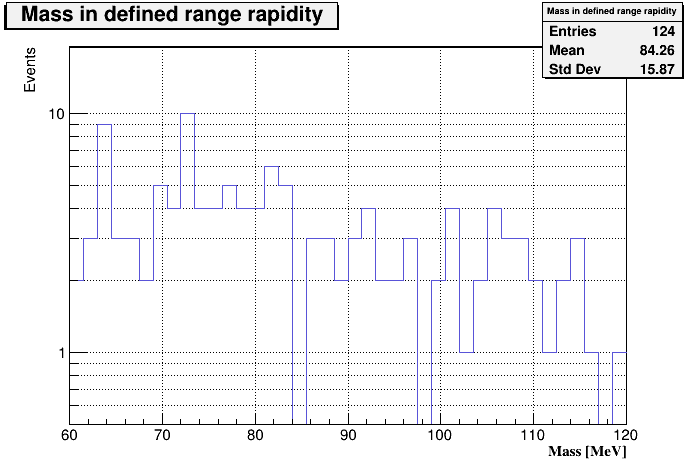 Mass in defined range rapidity
Mass in defined range rapidity
Entries 124
Mean 84.26
Std Dev 15.87
Events
10
1
60 70 80 90 100 110 120
Mass [MeV]